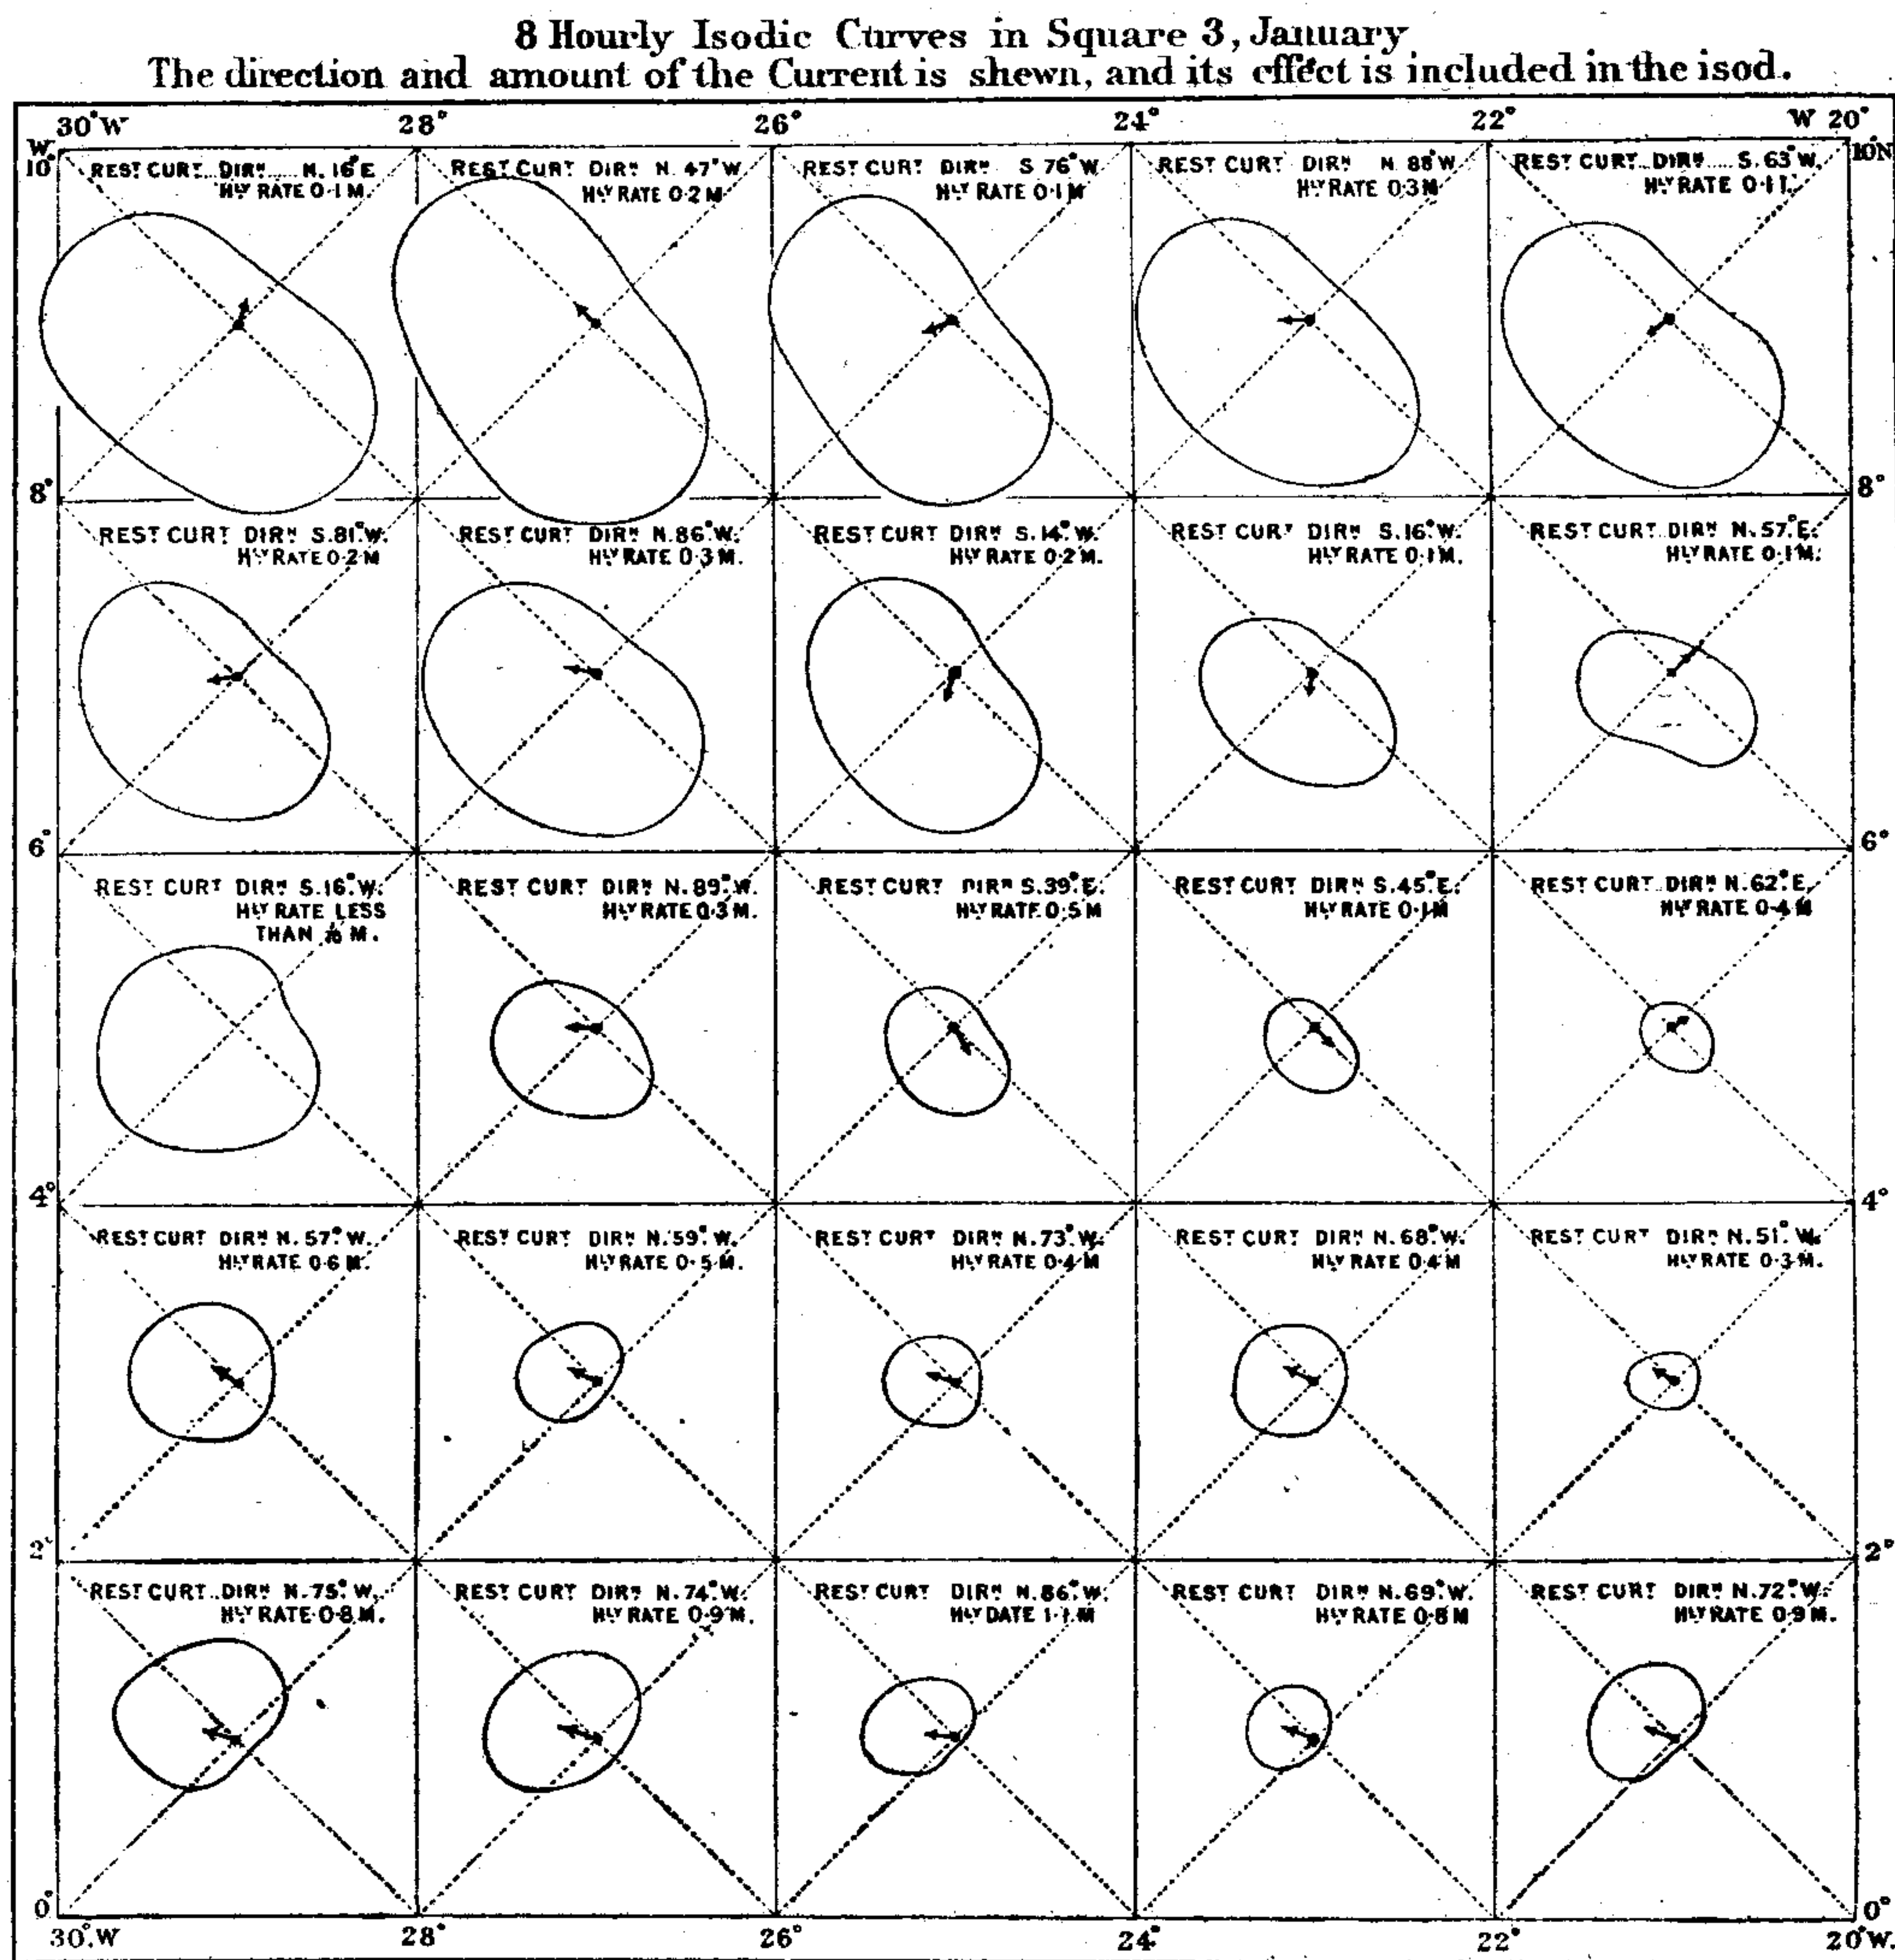 8 Hourly Isodic Curves in Square 3, January
The direction and amount of the Current is shewn, and its effect is included in the isod.
30°W 28° 26° 24° 22° W 20°
W.
10° 10N
REST CURT DIRN N. 16°E
HLY RATE 0·1 M.
REST CURT DIRN N. 47°W
HLY RATE 0·2 M
REST CURT DIRN S 76°W
HLY RATE 0·1M
REST CURT DIRN N. 88°W
HLY RATE 0·3M
REST CURT DIRN S. 63°W.
HLY RATE 0·1
8° 8°
REST CURT DIRN S.81°W.
HLY RATE 0·2 M
REST CURT DIRN N.86°W.
HLY RATE 0·3 M.
REST CURT DIRN S.14°W.
HLY RATE 0·2M.
REST CURT DIRN S.16°W.
HLY RATE 0·1M.
REST CURT DIRN N.57°E.
HLY RATE 0·1M.
6° 6°
REST CURT DIRN S.16°W.
HLY RATE LESS
THAN M.
REST CURT DIRN N.89°W.
HLY RATE 0·3 M.
REST CURT DIRN S.39°E.
HLY RATE 0·5 M
REST CURT DIRN S.45°E.
HLY RATE 0·1M
REST CURT DIRN N.62°E.
HLY RATE 0·4 M
4° 4°
REST CURT DIRN N.57°W.
HLY RATE 0·6 M.
REST CURT DIRN N.59°W.
HLY RATE 0·5 M.
REST CURT DIRN N.73°W.
HLY RATE 0·4 M
REST CURT DIRN N.68°W.
HLY RATE 0·4 M
REST CURT DIRN N.51°W.
HLY RATE 0·3 M.
2° 2°
REST CURT DIRN N.75°W.
HLY RATE 0·8 M.
REST CURT DIRN N.74°W.
HLY RATE 0·9 M.
REST CURT DIRN N.86°W.
HLY DATE 1·1 M
REST CURT DIRN N.69°W.
HLY RATE 0·8 M
REST CURT DIRN N.72°W.
HLY RATE 0·9 M.
0° 0°
30°W 28° 26° 24° 22° 20°W.